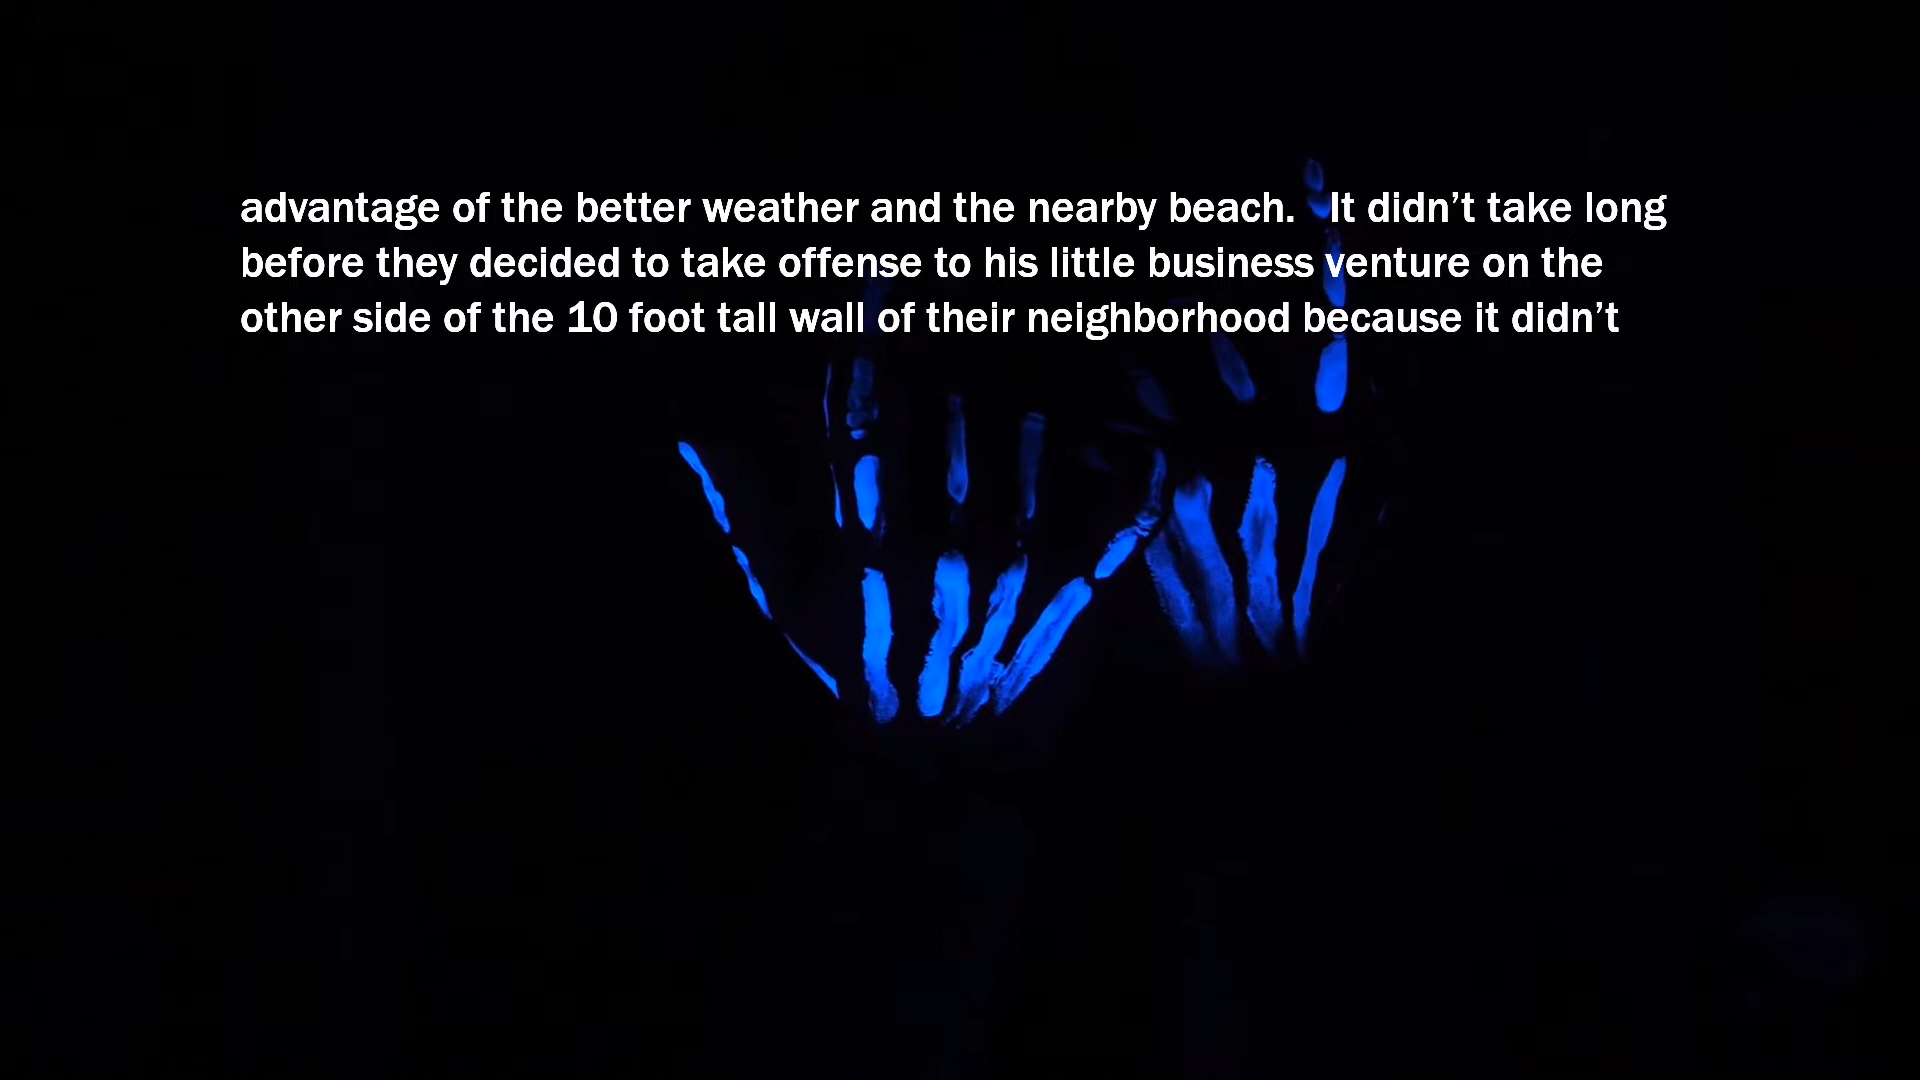 advantage of the better weather and the nearby beach.   It didn’t take long
before they decided to take offense to his little business venture on the
other side of the 10 foot tall wall of their neighborhood because it didn’t